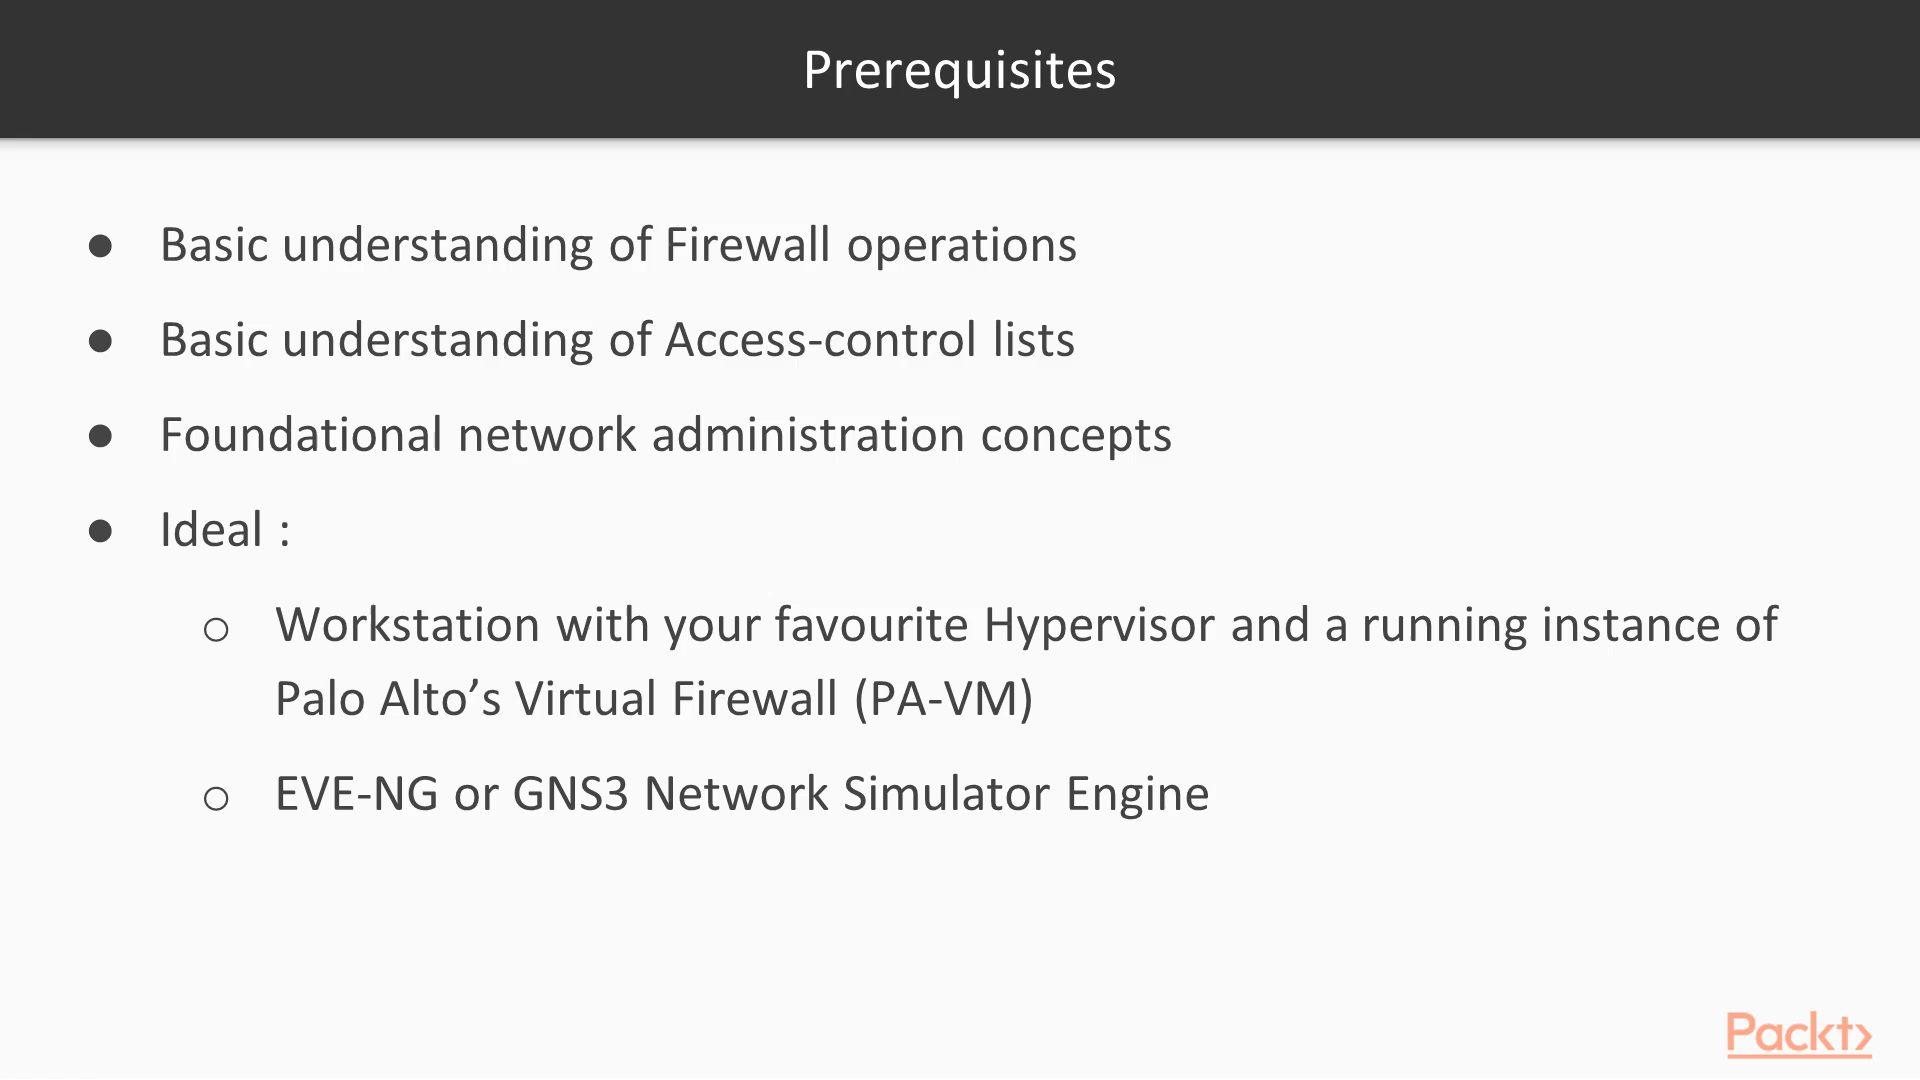 Prerequisites
● Basic understanding of Firewall operations
● Basic understanding of Access-control lists
● Foundational network administration concepts
● Ideal :
○ Workstation with your favourite Hypervisor and a running instance of
Palo Alto’s Virtual Firewall (PA-VM)
○ EVE-NG or GNS3 Network Simulator Engine
Packt>